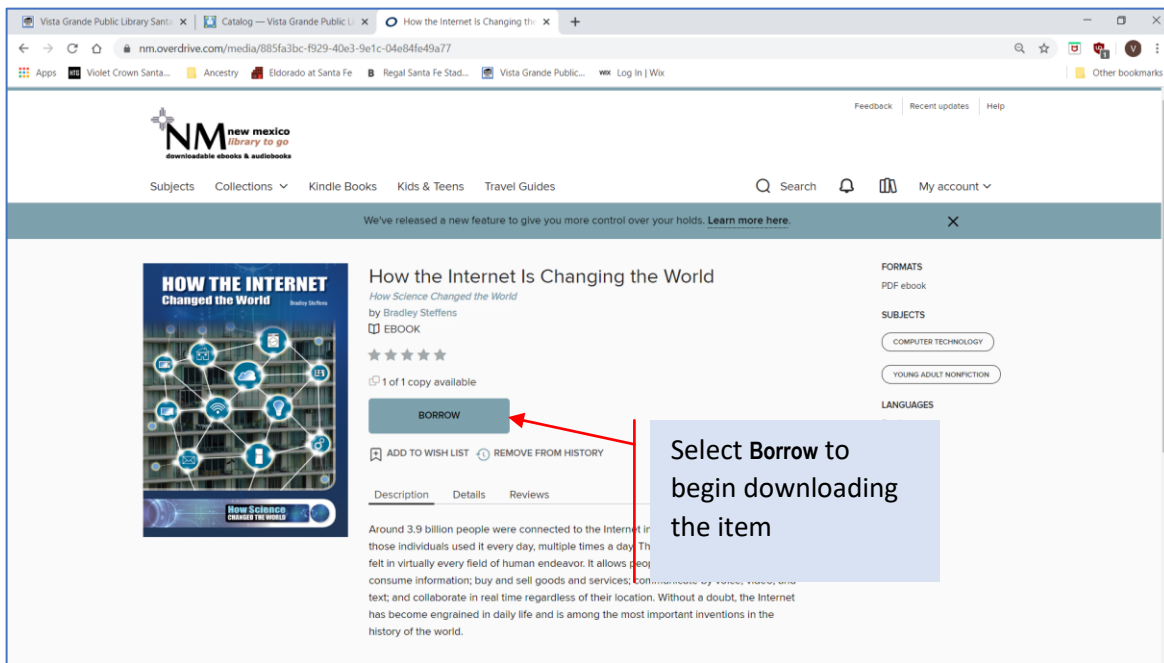 Vista Grande Public Library Santa
Catalog — Vista Grande Public Li
How the Internet Is Changing the
nm.overdrive.com/media/885fa3bc-f929-40e3-9e1c-04e84fe49a77
V
Apps
Violet Crown Santa...
Ancestry
Eldorado at Santa Fe
B Regal Santa Fe Stad...
Vista Grande Public...
WIX Log In | Wix
Other bookmarks
Feedback
Recent updates
Help
NM new mexico
library to go
downloadable ebooks & audiobooks
Subjects
Collections
Kindle Books
Kids & Teens
Travel Guides
Search
My account
We've released a new feature to give you more control over your holds. Learn more here.
HOW THE INTERNET
Changed the World
Bradley Steffens
How Science
CHANGED THE WORLD
How the Internet Is Changing the World
How Science Changed the World
by Bradley Steffens
EBOOK
1 of 1 copy available
BORROW
ADD TO WISH LIST
REMOVE FROM HISTORY
Description
Details
Reviews
Around 3.9 billion people were connected to the Internet in
those individuals used it every day, multiple times a day. Th
felt in virtually every field of human endeavor. It allows peop
consume information; buy and sell goods and services; communicate by voice, video, and
text; and collaborate in real time regardless of their location. Without a doubt, the Internet
has become engrained in daily life and is among the most important inventions in the
history of the world.
FORMATS
PDF ebook
SUBJECTS
COMPUTER TECHNOLOGY
YOUNG ADULT NONFICTION
LANGUAGES
Select Borrow to
begin downloading
the item